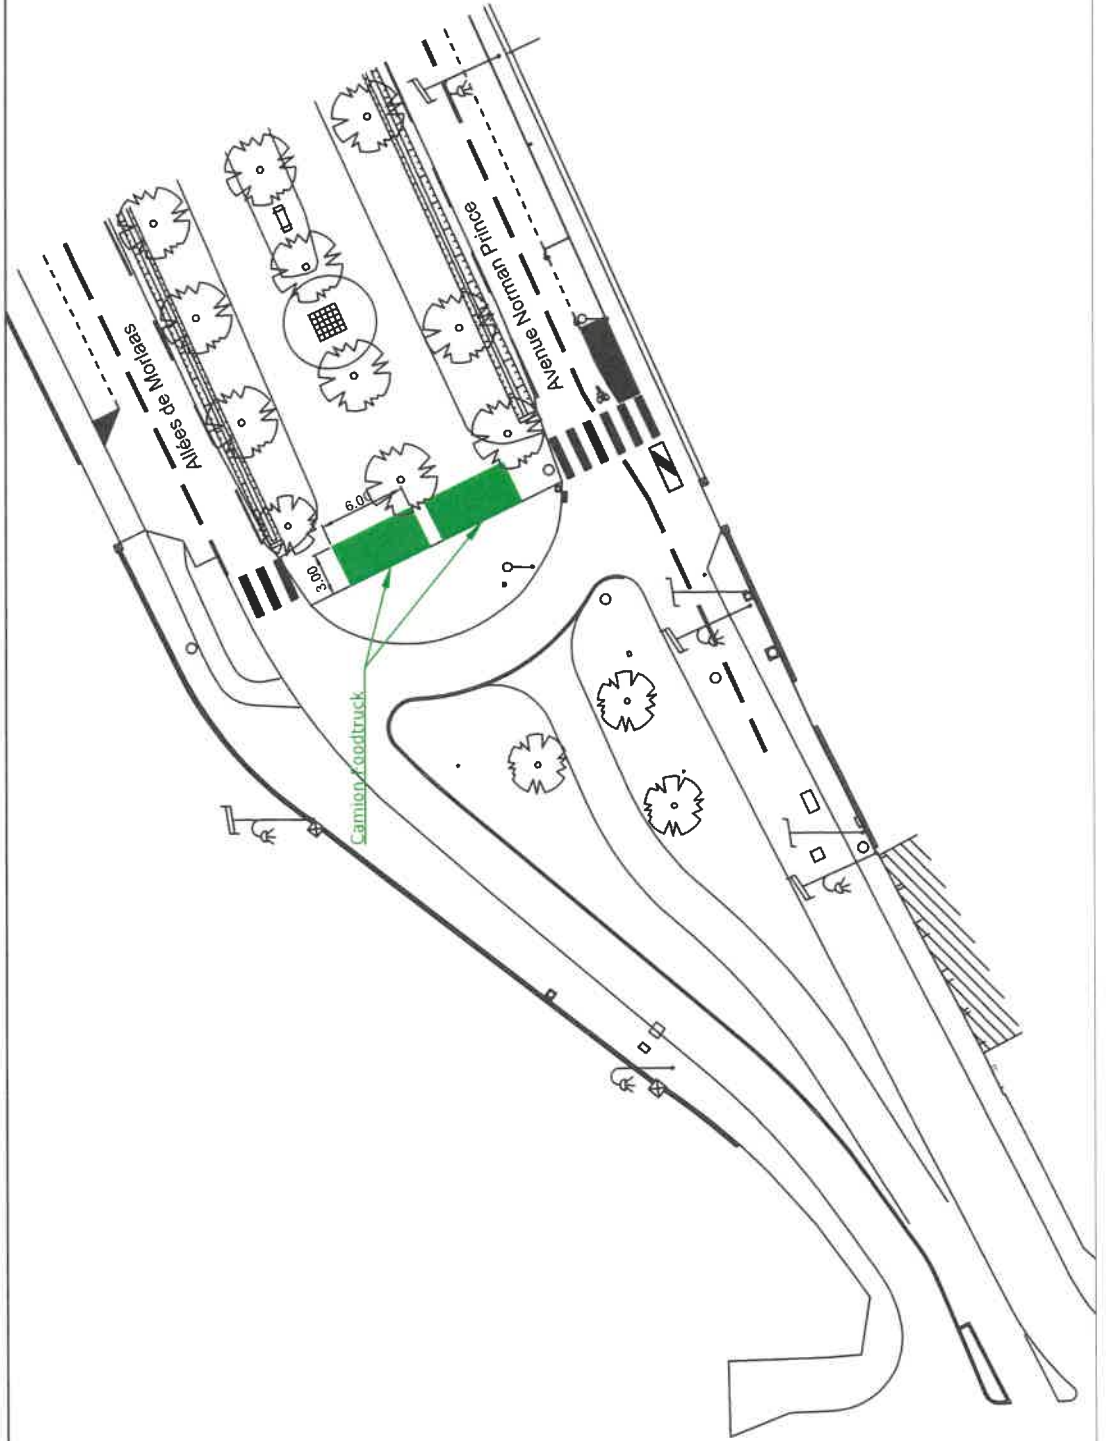 Allées de Morlaas
Avenue Norman Prince
6.00
3.00
Camion Foodtruck